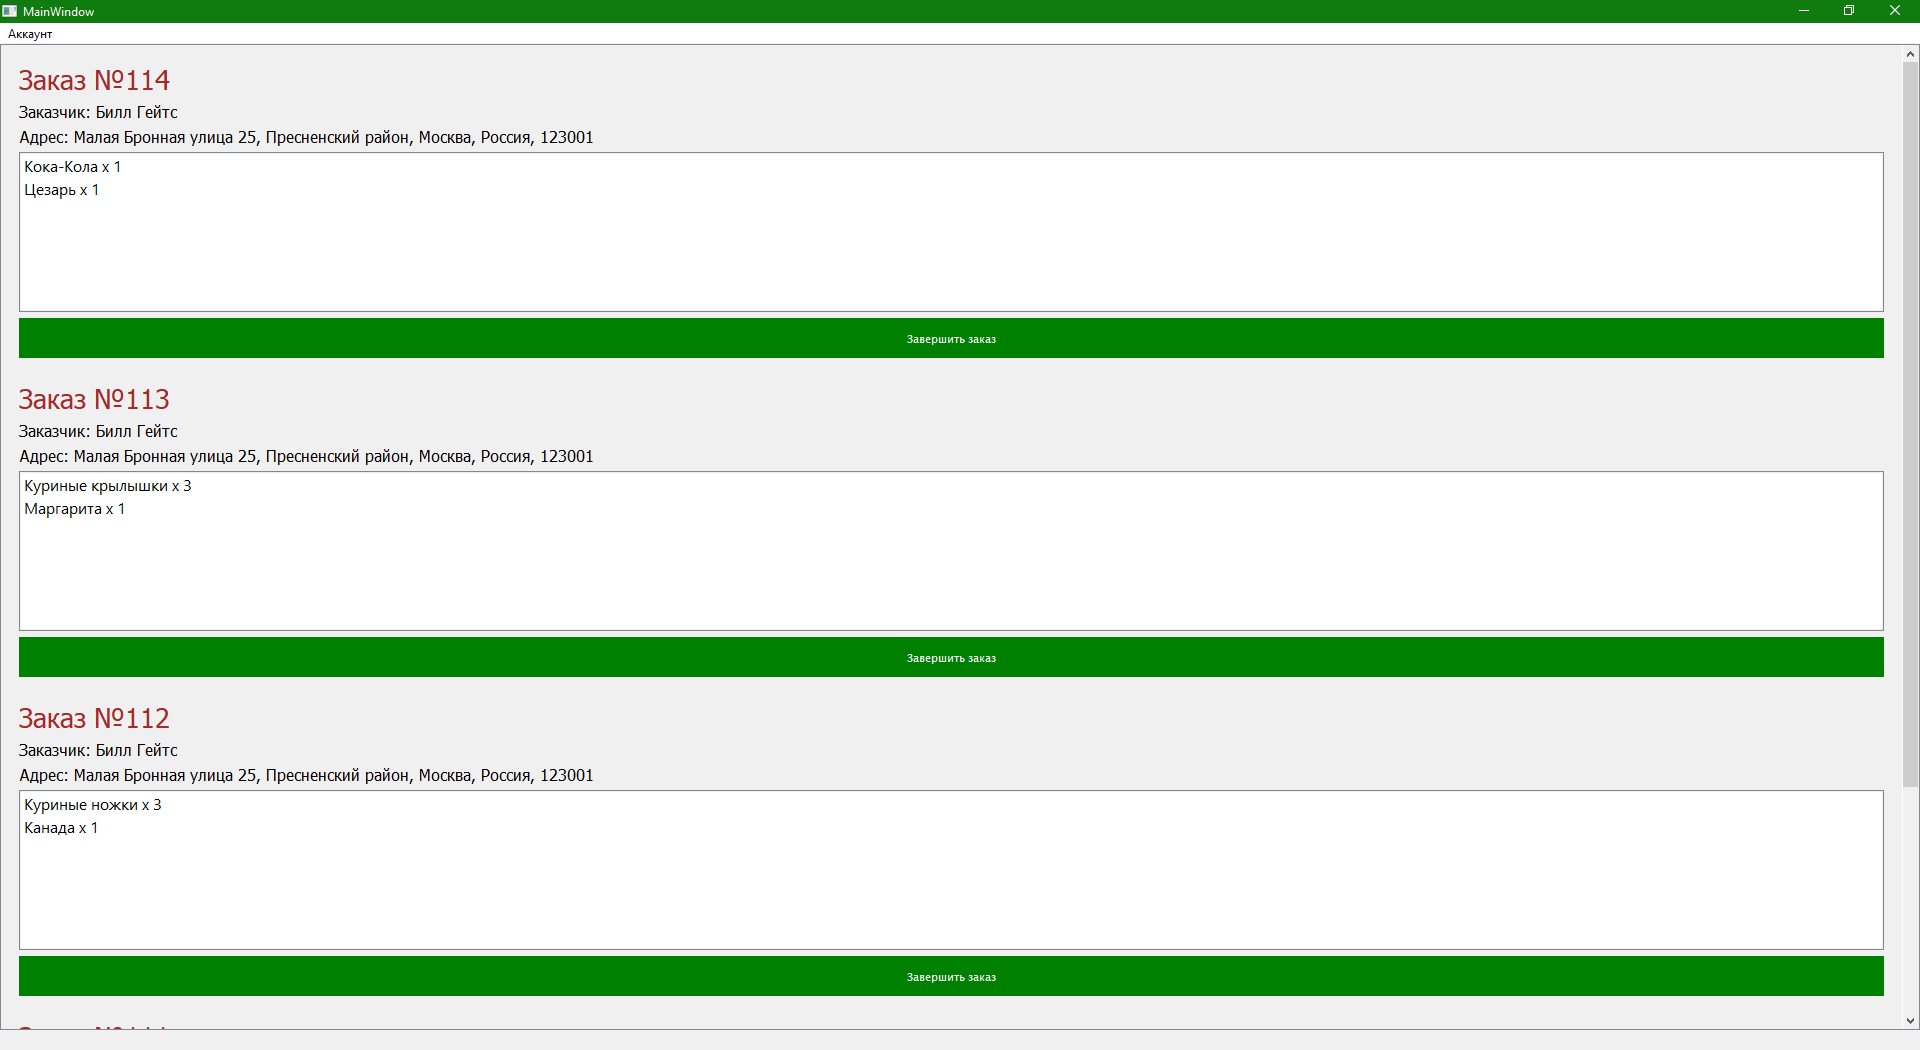 MainWindow
Аккаунт
Заказ №114
Заказчик: Билл Гейтс
Адрес: Малая Бронная улица 25, Пресненский район, Москва, Россия, 123001
Кока-Кола x 1
Цезарь x 1
Завершить заказ
Заказ №113
Заказчик: Билл Гейтс
Адрес: Малая Бронная улица 25, Пресненский район, Москва, Россия, 123001
Куриные крылышки x 3
Маргарита x 1
Завершить заказ
Заказ №112
Заказчик: Билл Гейтс
Адрес: Малая Бронная улица 25, Пресненский район, Москва, Россия, 123001
Куриные ножки x 3
Канада x 1
Завершить заказ